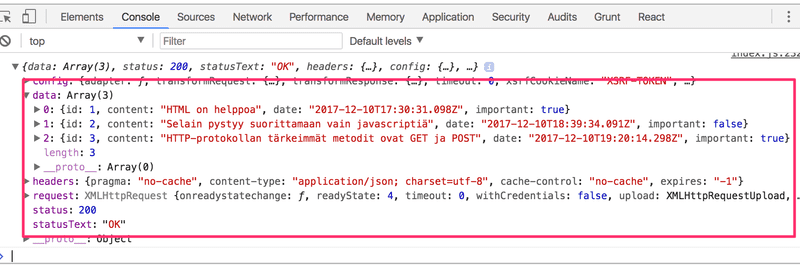 Elements Console Sources Network Performance Memory Application Security Audits Grunt React
top Filter Default levels
{data: Array(3), status: 200, statusText: "OK", headers: {…}, config: {…}, …}
config: {adapter: ƒ, transformRequest: {…}, transformResponse: {…}, timeout: 0, xsrfCookieName: "XSRF-TOKEN", …}
data: Array(3)
0: {id: 1, content: "HTML on helppoa", date: "2017-12-10T17:30:31.098Z", important: true}
1: {id: 2, content: "Selain pystyy suorittamaan vain javascriptiä", date: "2017-12-10T18:39:34.091Z", important: false}
2: {id: 3, content: "HTTP-protokollan tärkeimmät metodit ovat GET ja POST", date: "2017-12-10T19:20:14.298Z", important: true}
length: 3
__proto__: Array(0)
headers: {pragma: "no-cache", content-type: "application/json; charset=utf-8", cache-control: "no-cache", expires: "-1"}
request: XMLHttpRequest {onreadystatechange: ƒ, readyState: 4, timeout: 0, withCredentials: false, upload: XMLHttpRequestUpload, …
status: 200
statusText: "OK"
__proto__: Object